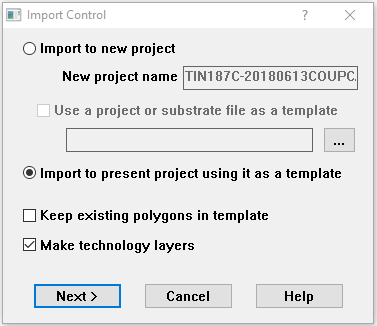 Import Control
Import to new project
New project name TIN187C-20180613COUPC
Use a project or substrate file as a template
...
Import to present project using it as a template
Keep existing polygons in template
Make technology layers
Next >
Cancel
Help